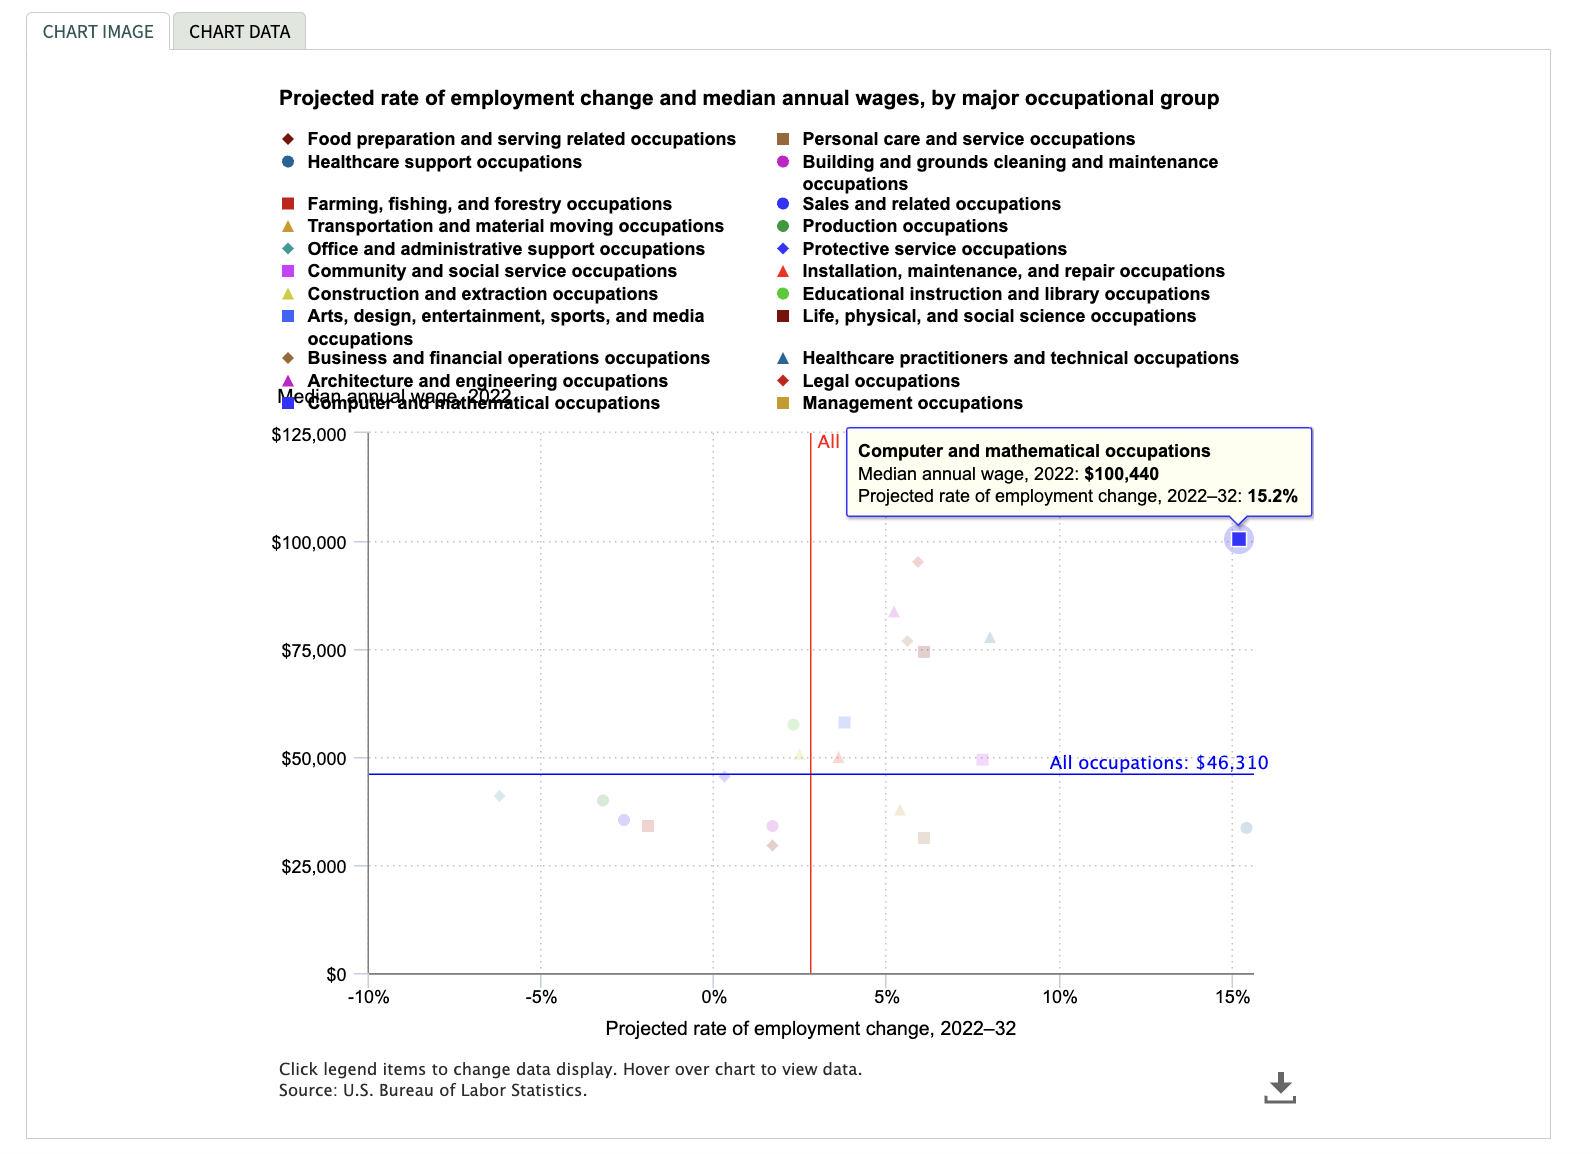 CHART IMAGE
CHART DATA
Projected rate of employment change and median annual wages, by major occupational group
Food preparation and serving related occupations
Personal care and service occupations
Healthcare support occupations
Building and grounds cleaning and maintenance
occupations
Farming, fishing, and forestry occupations
Sales and related occupations
Transportation and material moving occupations
Production occupations
Office and administrative support occupations
Protective service occupations
Community and social service occupations
Installation, maintenance, and repair occupations
Construction and extraction occupations
Educational instruction and library occupations
Arts, design, entertainment, sports, and media
occupations
Life, physical, and social science occupations
Business and financial operations occupations
Healthcare practitioners and technical occupations
Architecture and engineering occupations
Legal occupations
Median annual wage, 2022
Computer and mathematical occupations
Management occupations
$125,000
All
Computer and mathematical occupations
Median annual wage, 2022: $100,440
Projected rate of employment change, 2022–32: 15.2%
$100,000
$75,000
$50,000
All occupations: $46,310
$25,000
$0
-10%
-5%
0%
5%
10%
15%
Projected rate of employment change, 2022–32
Click legend items to change data display. Hover over chart to view data.
Source: U.S. Bureau of Labor Statistics.